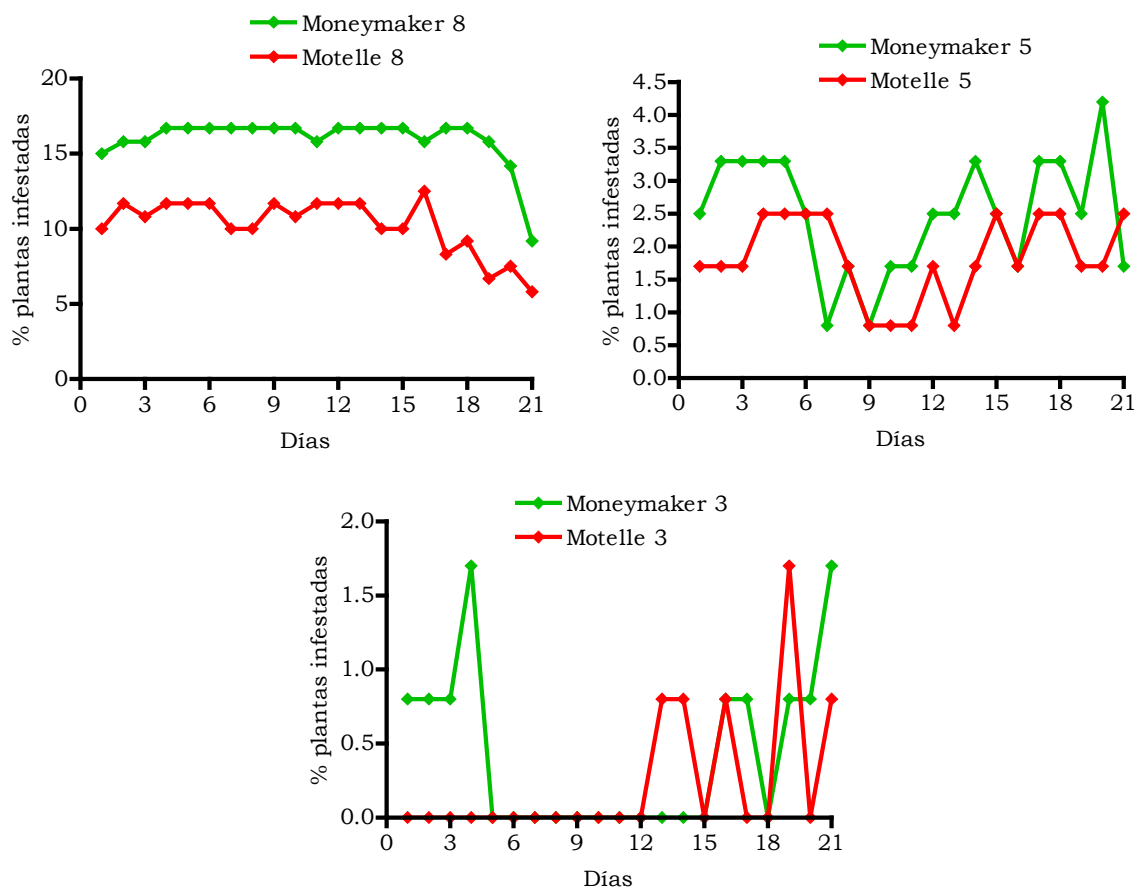 Moneymaker 8
Motelle 8
% plantas infestadas
20
15
10
5
0
0 3 6 9 12 15 18 21
Días
Moneymaker 5
Motelle 5
% plantas infestadas
4.5
4.0
3.5
3.0
2.5
2.0
1.5
1.0
0.5
0.0
0 3 6 9 12 15 18 21
Días
Moneymaker 3
Motelle 3
% plantas infestadas
2.0
1.5
1.0
0.5
0.0
0 3 6 9 12 15 18 21
Días